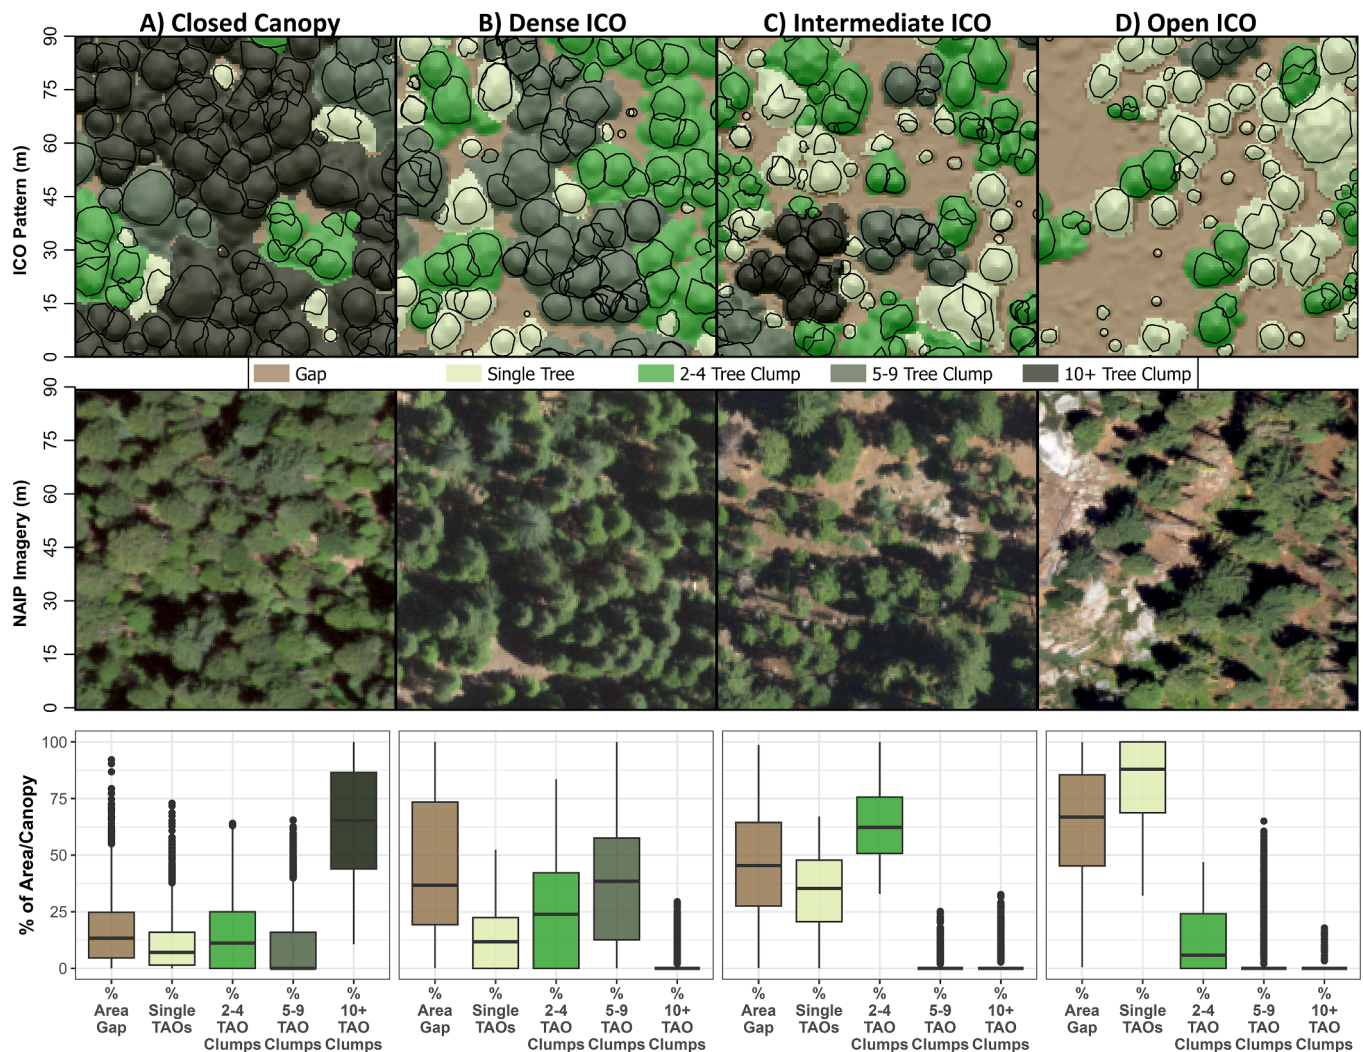 A) Closed Canopy
B) Dense ICO
C) Intermediate ICO
D) Open ICO
ICO Pattern (m)
90
75
60
45
30
15
0
Gap
Single Tree
2-4 Tree Clump
5-9 Tree Clump
10+ Tree Clump
NAIP Imagery (m)
90
75
60
45
30
15
0
% of Area/Canopy
100
75
50
25
0
% Area Gap
% Single TAOs
% 2-4 TAO Clumps
% 5-9 TAO Clumps
% 10+ TAO Clumps
% Area Gap
% Single TAOs
% 2-4 TAO Clumps
% 5-9 TAO Clumps
% 10+ TAO Clumps
% Area Gap
% Single TAOs
% 2-4 TAO Clumps
% 5-9 TAO Clumps
% 10+ TAO Clumps
% Area Gap
% Single TAOs
% 2-4 TAO Clumps
% 5-9 TAO Clumps
% 10+ TAO Clumps